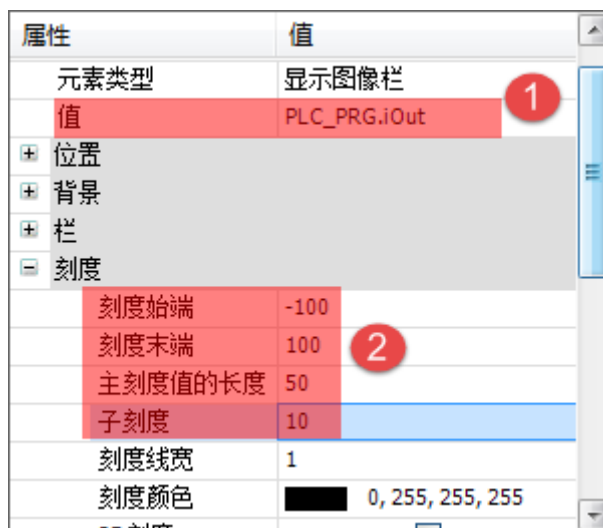 属性 值
元素类型 显示图像栏
值 PLC_PRG.iOut
1
位置
背景
栏
刻度
刻度始端 -100
刻度末端 100
2
主刻度值的长度 50
子刻度 10
刻度线宽 1
刻度颜色 0, 255, 255, 255